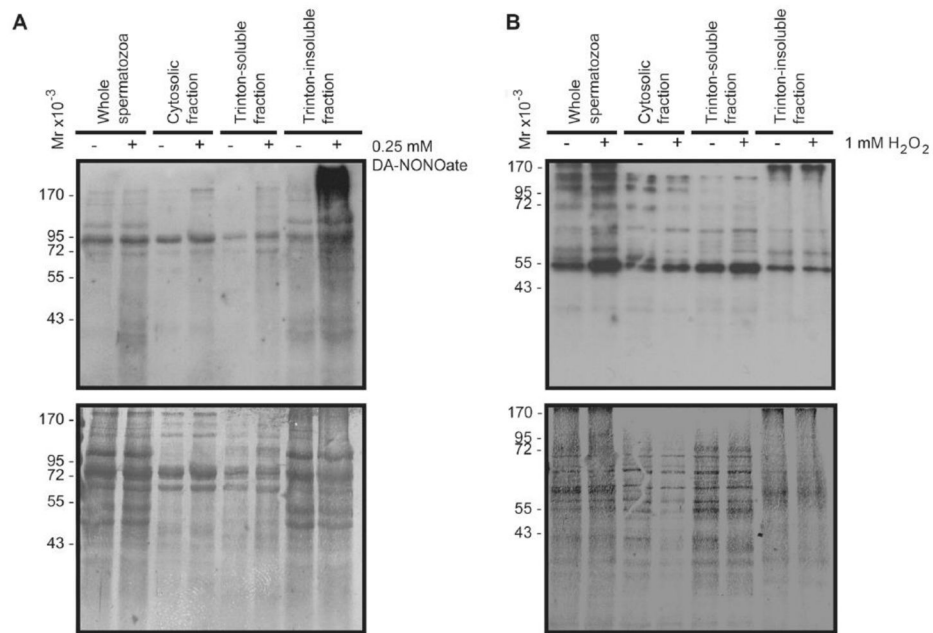 A
Mr x10-3
Whole
spermatozoa
Cytosolic
fraction
Trinton-soluble
fraction
Trinton-insoluble
fraction
- + - + - + - +
0.25 mM
DA-NONOate
170 -
95 -
72 -
55 -
43 -
170 -
95 -
72 -
55 -
43 -
B
Mr x10-3
Whole
spermatozoa
Cytosolic
fraction
Trinton-soluble
fraction
Trinton-insoluble
fraction
- + - + - + - +
1 mM H2O2
170 -
95 -
72 -
55 -
43 -
170 -
95 -
72 -
55 -
43 -